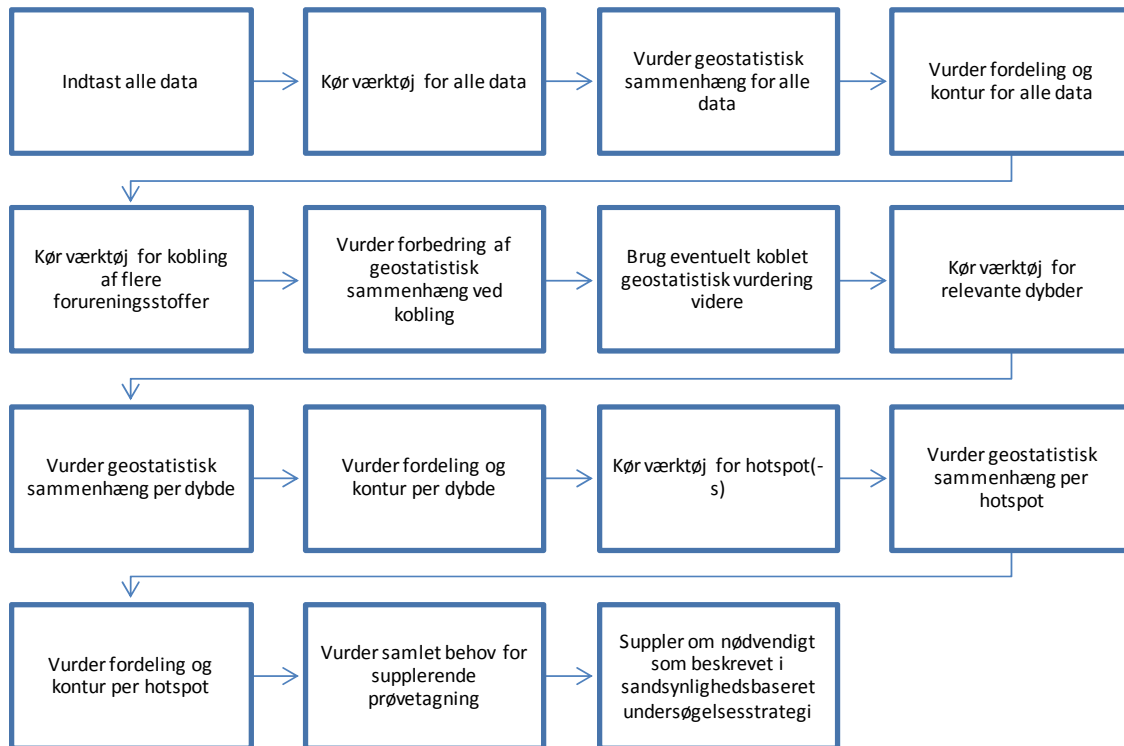 Indtast alle data
Kør værktøj for alle data
Vurder geostatistisk
sammenhæng for alle
data
Vurder fordeling og
kontur for alle data
Kør værktøj for kobling
af flere
forureningsstoffer
Vurder forbedring af
geostatistisk
sammenhæng ved
kobling
Brug eventuelt koblet
geostatistisk vurdering
videre
Kør værktøj for
relevante dybder
Vurder geostatistisk
sammenhæng per dybde
Vurder fordeling og
kontur per dybde
Kør værktøj for hotspot(-
s)
Vurder geostatistisk
sammenhæng per
hotspot
Vurder fordeling og
kontur per hotspot
Vurder samlet behov for
supplerende
prøvetagning
Suppler om nødvendigt
som beskrevet i
sandsynlighedsbaseret
undersøgelsesstrategi